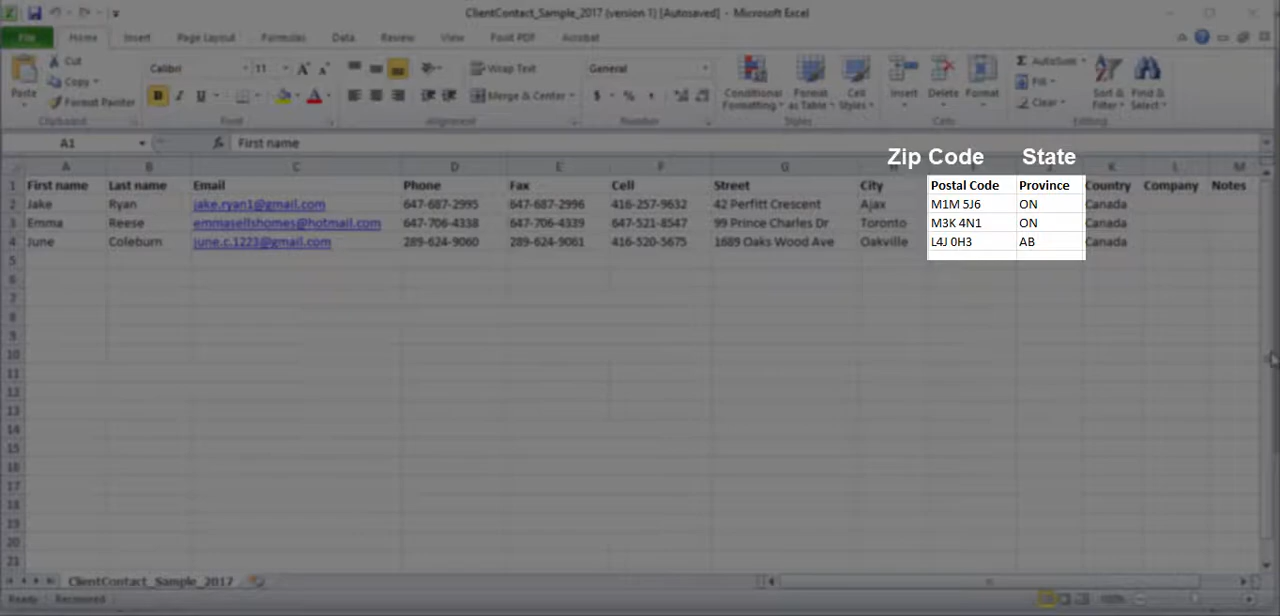 ClientContact_Sample_2017 (version 1) [Autosaved] - Microsoft Excel
File Home Insert Page Layout Formulas Data Review View Foxit PDF Acrobat
Cut Calibri 11 Wrap Text General AutoSum
Copy Fill
Paste Format Painter B I U Merge & Center $ % , Conditional Formatting Format as Table Cell Styles Insert Delete Format Clear Sort & Filter Find & Select
Clipboard Font Alignment Number Styles Cells Editing
A1 fx First name
Zip Code State
A B C D E F G H K L M
1 First name Last name Email Phone Fax Cell Street City Postal Code Province Country Company Notes
2 Jake Ryan jake.ryan1@gmail.com 647-687-2995 647-687-2996 416-257-9632 42 Perfitt Crescent Ajax M1M 5J6 ON Canada
3 Emma Reese emmasellshomes@hotmail.com 647-706-4338 647-706-4339 647-521-8547 99 Prince Charles Dr Toronto M3K 4N1 ON Canada
4 June Coleburn june.c.1223@gmail.com 289-624-9060 289-624-9061 416-520-5675 1689 Oaks Wood Ave Oakville L4J 0H3 AB Canada
5
6
7
8
9
10
11
12
13
14
15
16
17
18
19
20
21
ClientContact_Sample_2017
Ready Recovered